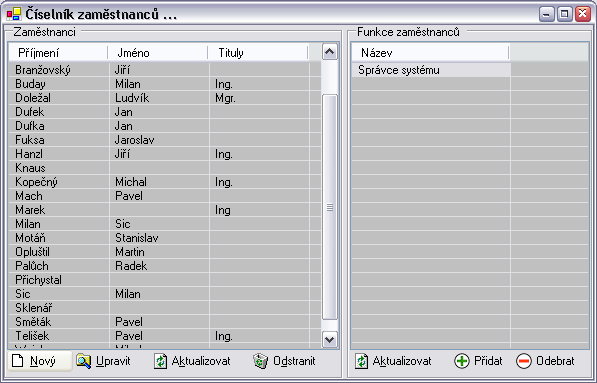 Číselník zaměstnanců ...
Zaměstnanci
Příjmení Jméno Tituly
Branžovský Jiří
Buday Milan Ing.
Doležal Ludvík Mgr.
Dufek Jan
Dufka Jan
Fuksa Jaroslav
Hanzl Jiří Ing.
Knaus
Kopečný Michal Ing.
Mach Pavel
Marek Ing
Milan Sic
Motáň Stanislav
Opluštil Martin
Palůch Radek
Přichystal
Sic Milan
Sklenář
Směták Pavel
Telišek Pavel Ing.
Nový Upravit Aktualizovat Odstranit
Funkce zaměstnanců
Název
Správce systému
Aktualizovat Přidat Odebrat